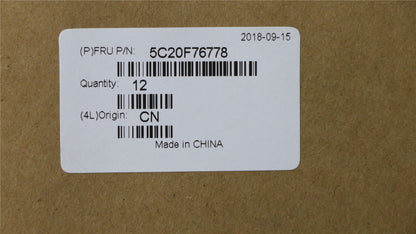 2018-09-15
(P)FRU P/N: 5C20F76778
Quantity: 12
(4L)Origin: CN
Made in CHINA